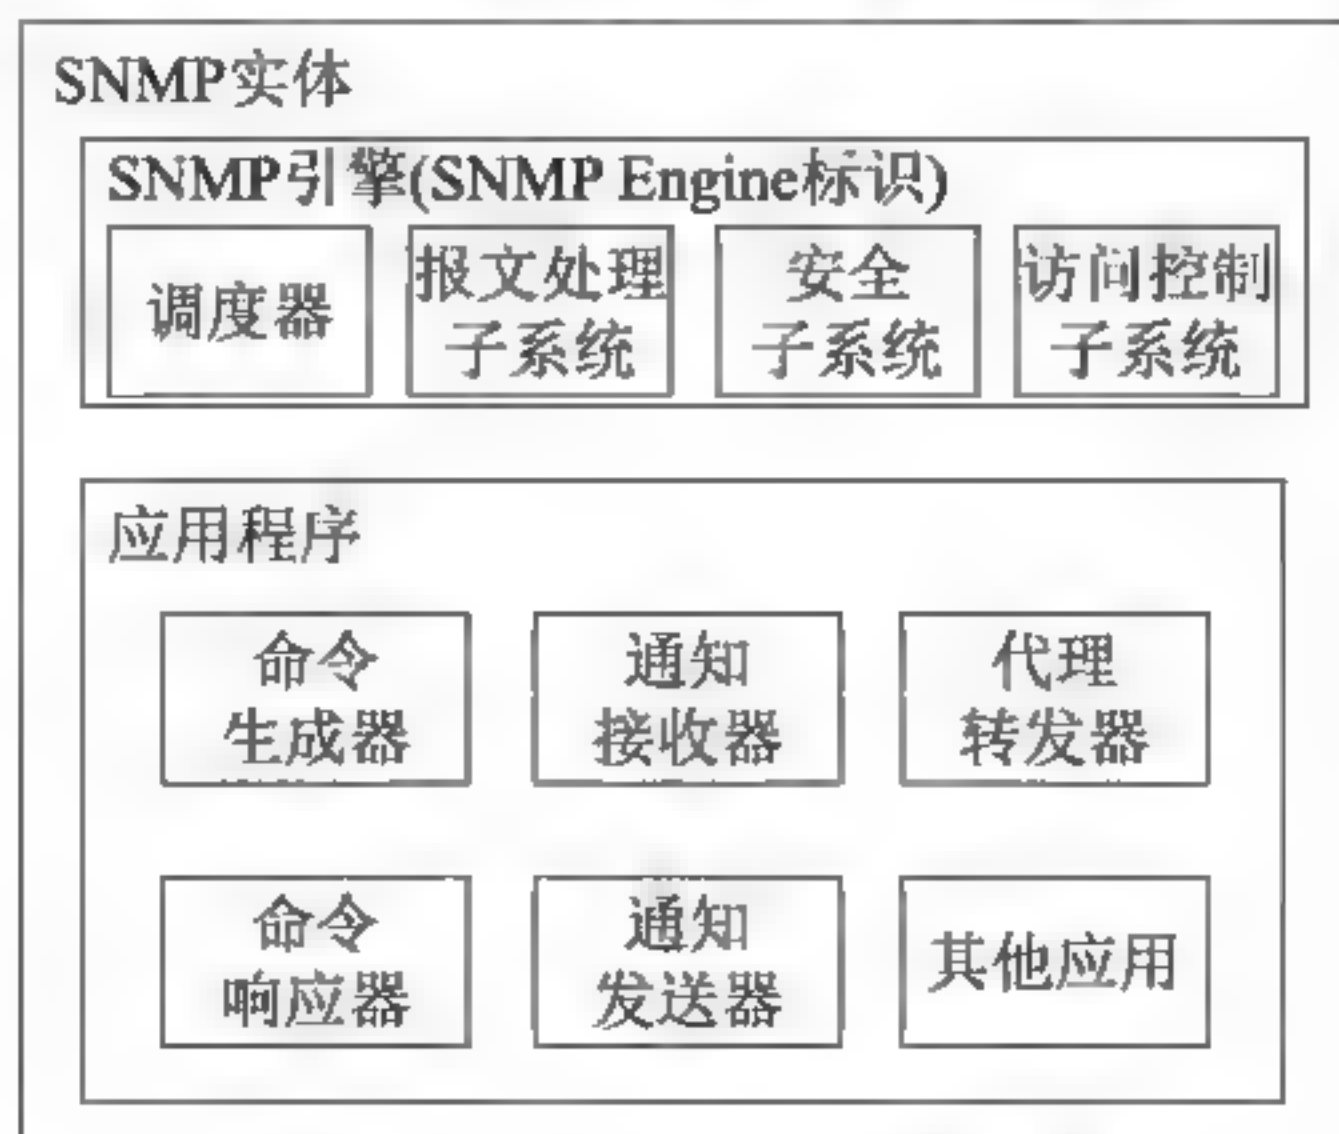 SNMP实体
SNMP引擎(SNMP Engine标识)
调度器
报文处理
子系统
安全
子系统
访问控制
子系统
应用程序
命令
生成器
通知
接收器
代理
转发器
命令
响应器
通知
发送器
其他应用